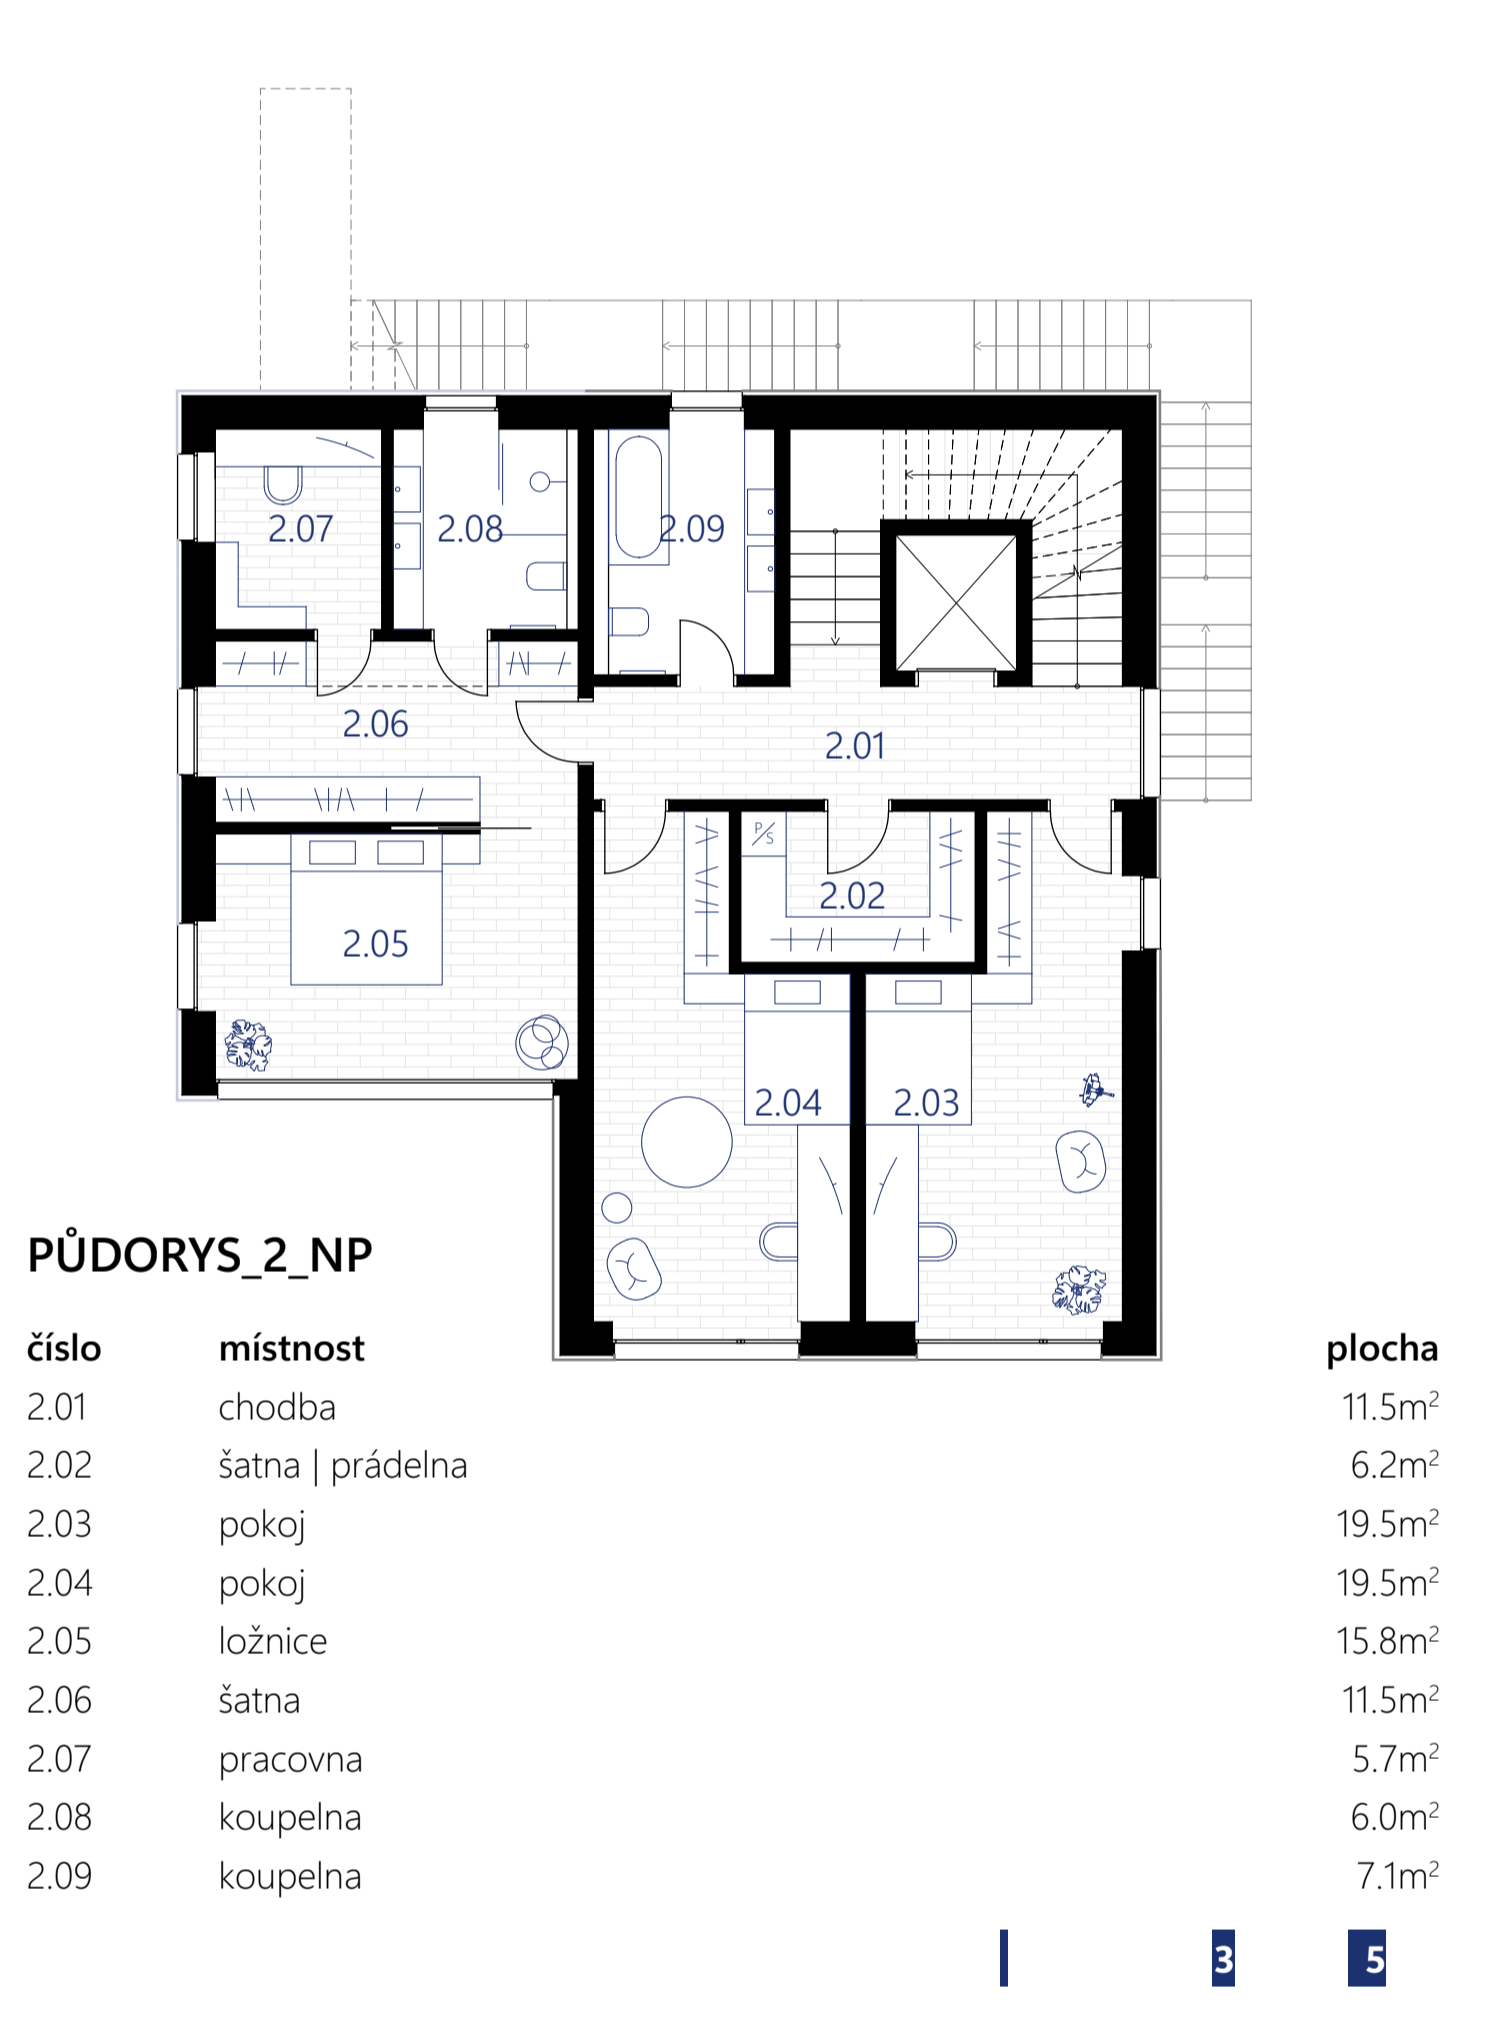 2.07
2.08
2.09
2.06
2.01
P/S
2.02
2.05
2.04
2.03
PŮDORYS_2_NP
číslo místnost plocha
2.01 chodba 11.5m²
2.02 šatna | prádelna 6.2m²
2.03 pokoj 19.5m²
2.04 pokoj 19.5m²
2.05 ložnice 15.8m²
2.06 šatna 11.5m²
2.07 pracovna 5.7m²
2.08 koupelna 6.0m²
2.09 koupelna 7.1m²
3 5